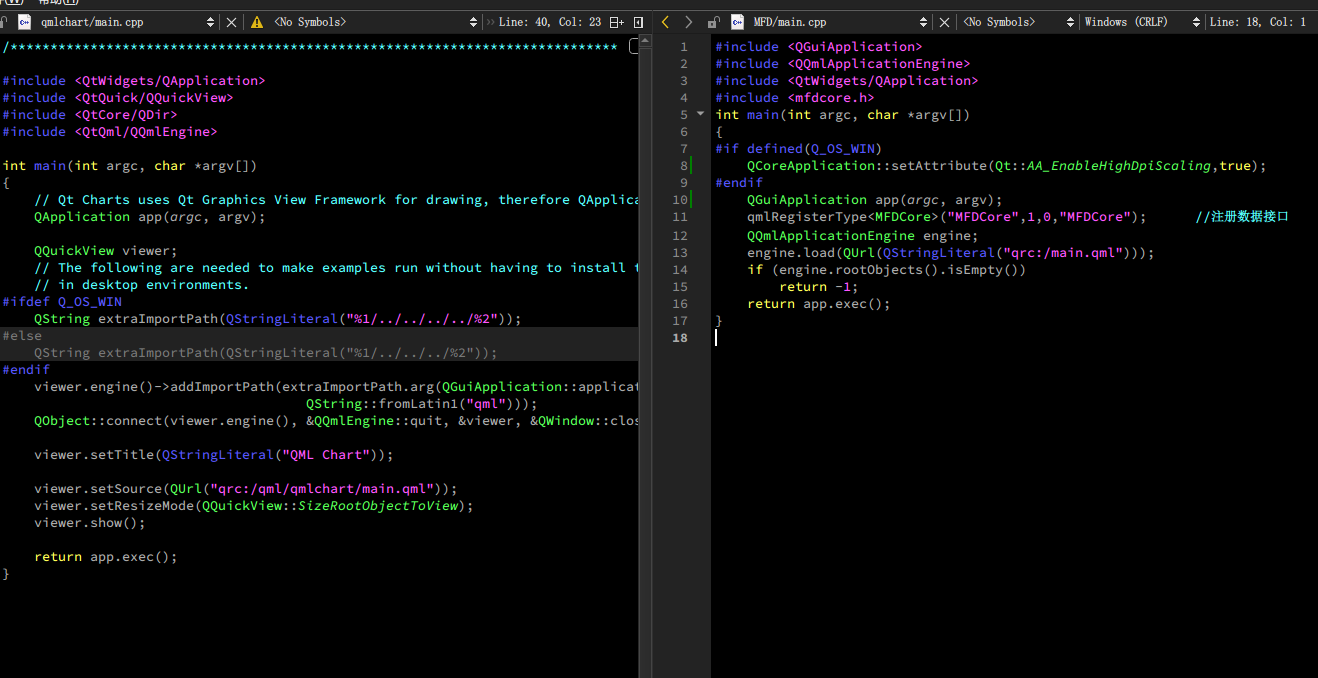 帮助(H)
qmlchart/main.cpp <No Symbols> Line: 40, Col: 23
/****************************************************************************
#include <QtWidgets/QApplication>
#include <QtQuick/QQuickView>
#include <QtCore/QDir>
#include <QtQml/QQmlEngine>
int main(int argc, char *argv[])
{
// Qt Charts uses Qt Graphics View Framework for drawing, therefore QApplica
QApplication app(argc, argv);
QQuickView viewer;
// The following are needed to make examples run without having to install t
// in desktop environments.
#ifdef Q_OS_WIN
QString extraImportPath(QStringLiteral("%1/../../../../%2"));
#else
QString extraImportPath(QStringLiteral("%1/../../../%2"));
#endif
viewer.engine()->addImportPath(extraImportPath.arg(QGuiApplication::applicat
QString::fromLatin1("qml")));
QObject::connect(viewer.engine(), &QQmlEngine::quit, &viewer, &QWindow::clos
viewer.setTitle(QStringLiteral("QML Chart"));
viewer.setSource(QUrl("qrc:/qml/qmlchart/main.qml"));
viewer.setResizeMode(QQuickView::SizeRootObjectToView);
viewer.show();
return app.exec();
}
MFD/main.cpp <No Symbols> Windows (CRLF) Line: 18, Col: 1
1 #include <QGuiApplication>
2 #include <QQmlApplicationEngine>
3 #include <QtWidgets/QApplication>
4 #include <mfdcore.h>
5 int main(int argc, char *argv[])
6 {
7 #if defined(Q_OS_WIN)
8 QCoreApplication::setAttribute(Qt::AA_EnableHighDpiScaling,true);
9 #endif
10 QGuiApplication app(argc, argv);
11 qmlRegisterType<MFDCore>("MFDCore",1,0,"MFDCore"); //注册数据接口
12 QQmlApplicationEngine engine;
13 engine.load(QUrl(QStringLiteral("qrc:/main.qml")));
14 if (engine.rootObjects().isEmpty())
15 return -1;
16 return app.exec();
17 }
18